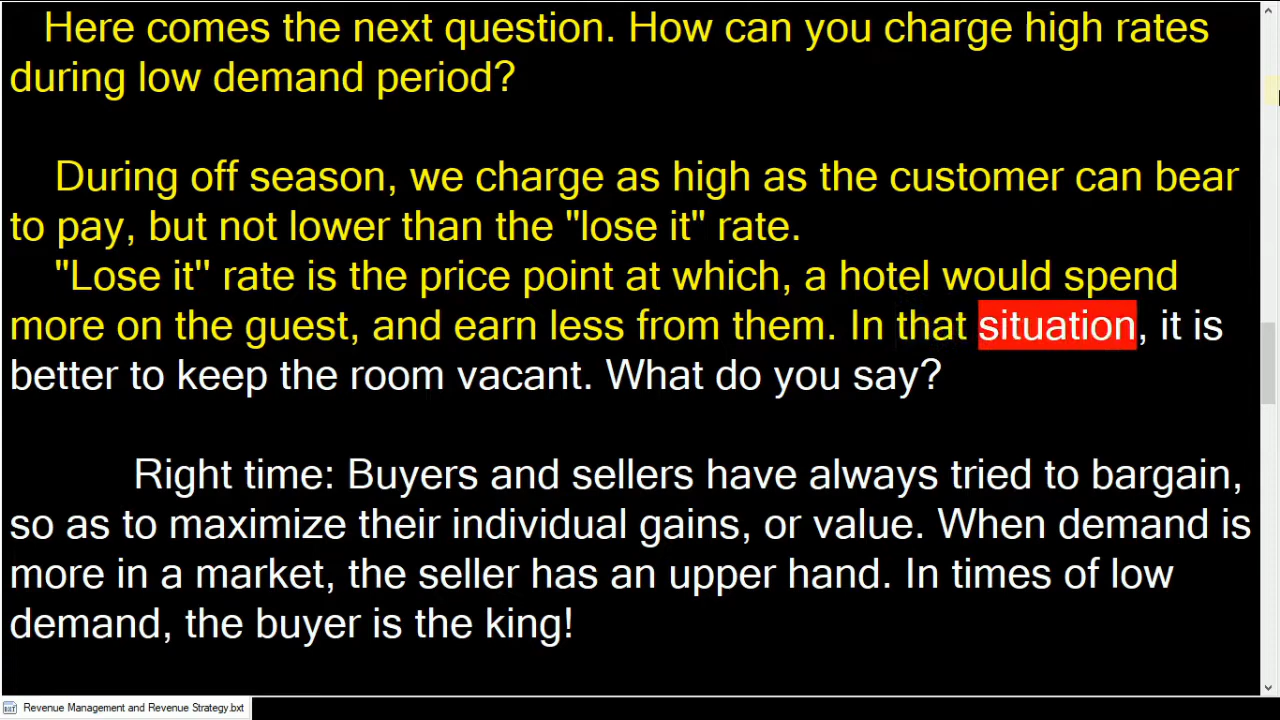 Here comes the next question. How can you charge high rates
during low demand period?
During off season, we charge as high as the customer can bear
to pay, but not lower than the "lose it" rate.
"Lose it" rate is the price point at which, a hotel would spend
more on the guest, and earn less from them. In that situation, it is
better to keep the room vacant. What do you say?
Right time: Buyers and sellers have always tried to bargain,
so as to maximize their individual gains, or value. When demand is
more in a market, the seller has an upper hand. In times of low
demand, the buyer is the king!
Revenue Management and Revenue Strategy.bxt